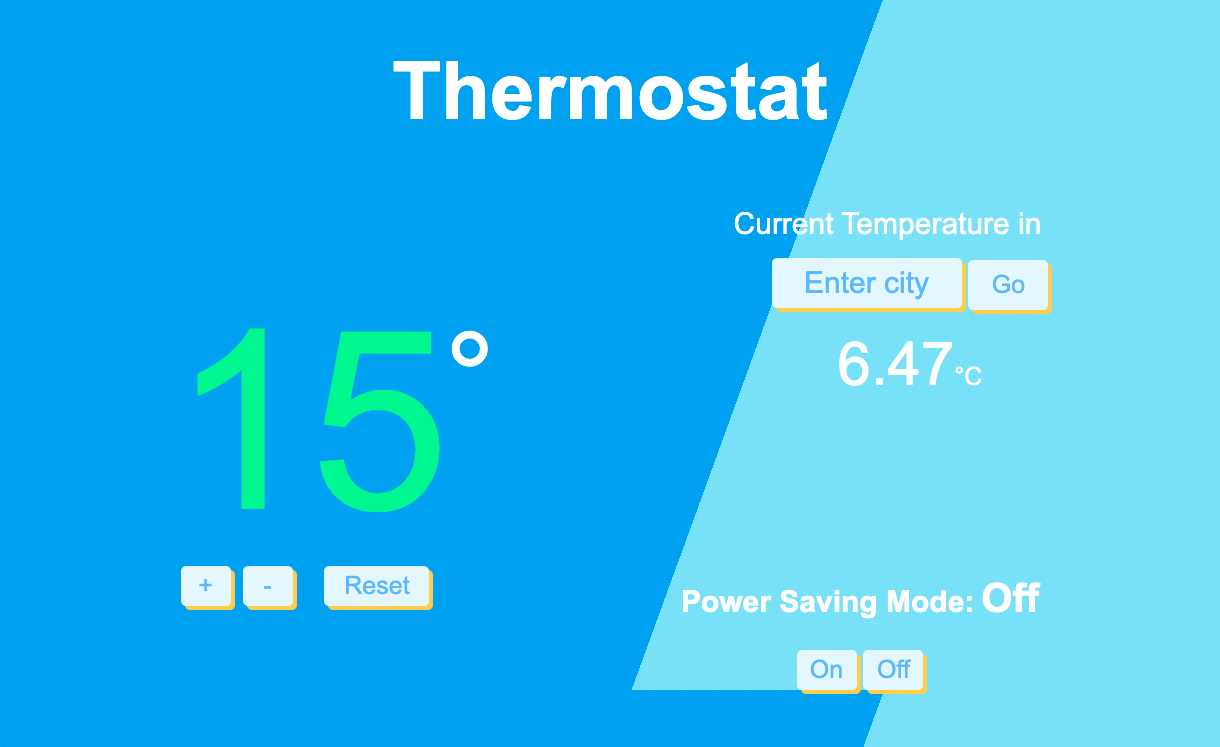 Thermostat
Current Temperature in
Enter city Go
6.47°C
15°
+ - Reset
Power Saving Mode: Off
On Off